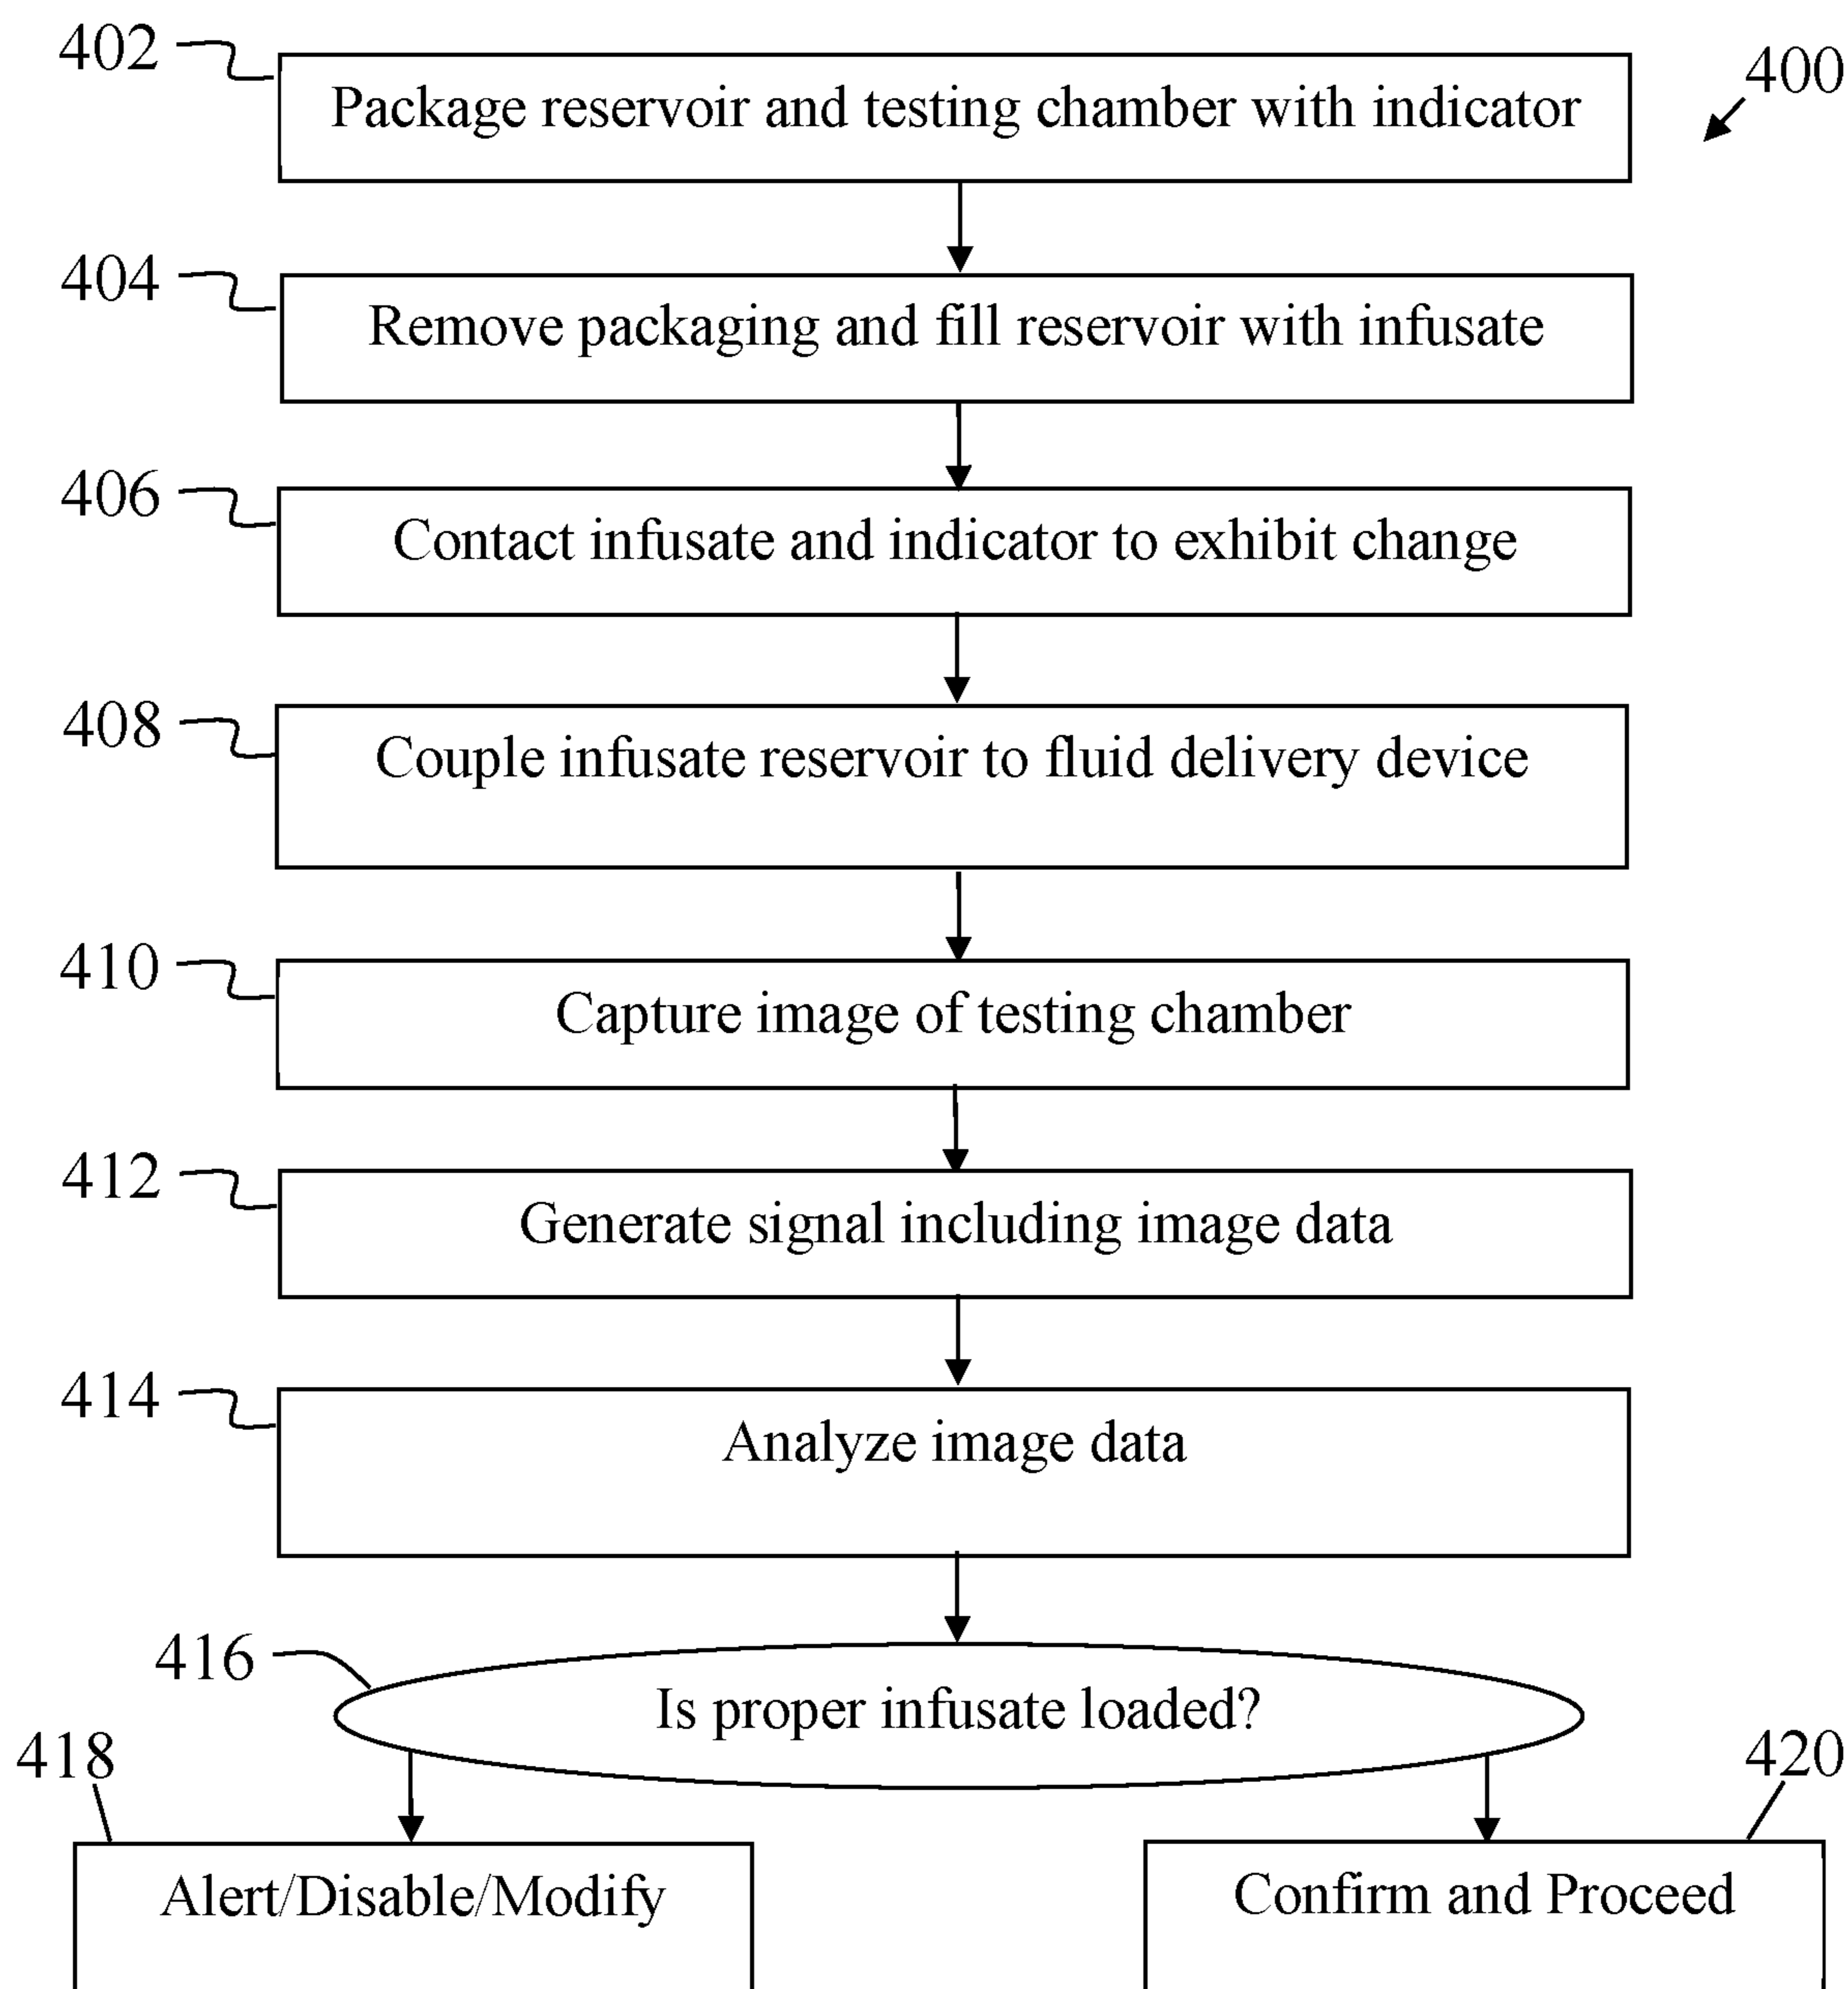 402
400
Package reservoir and testing chamber with indicator
404
Remove packaging and fill reservoir with infusate
406
Contact infusate and indicator to exhibit change
408
Couple infusate reservoir to fluid delivery device
410
Capture image of testing chamber
412
Generate signal including image data
414
Analyze image data
416
Is proper infusate loaded?
418
420
Alert/Disable/Modify
Confirm and Proceed